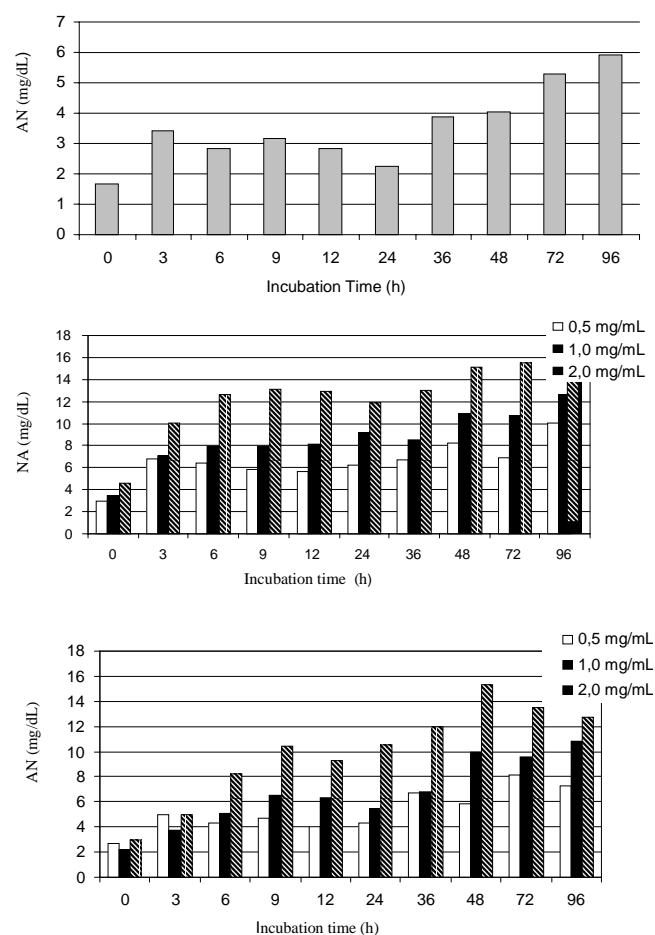 7
6
5
4
3
2
1
0
AN (mg/dL)
0 3 6 9 12 24 36 48 72 96
Incubation Time (h)
18
16
14
12
10
8
6
4
2
0
NA (mg/dL)
0,5 mg/mL
1,0 mg/mL
2,0 mg/mL
0 3 6 9 12 24 36 48 72 96
Incubation time (h)
0,5 mg/mL
1,0 mg/mL
2,0 mg/mL
18
16
14
12
10
8
6
4
2
0
AN (mg/dL)
0 3 6 9 12 24 36 48 72 96
Incubation time (h)